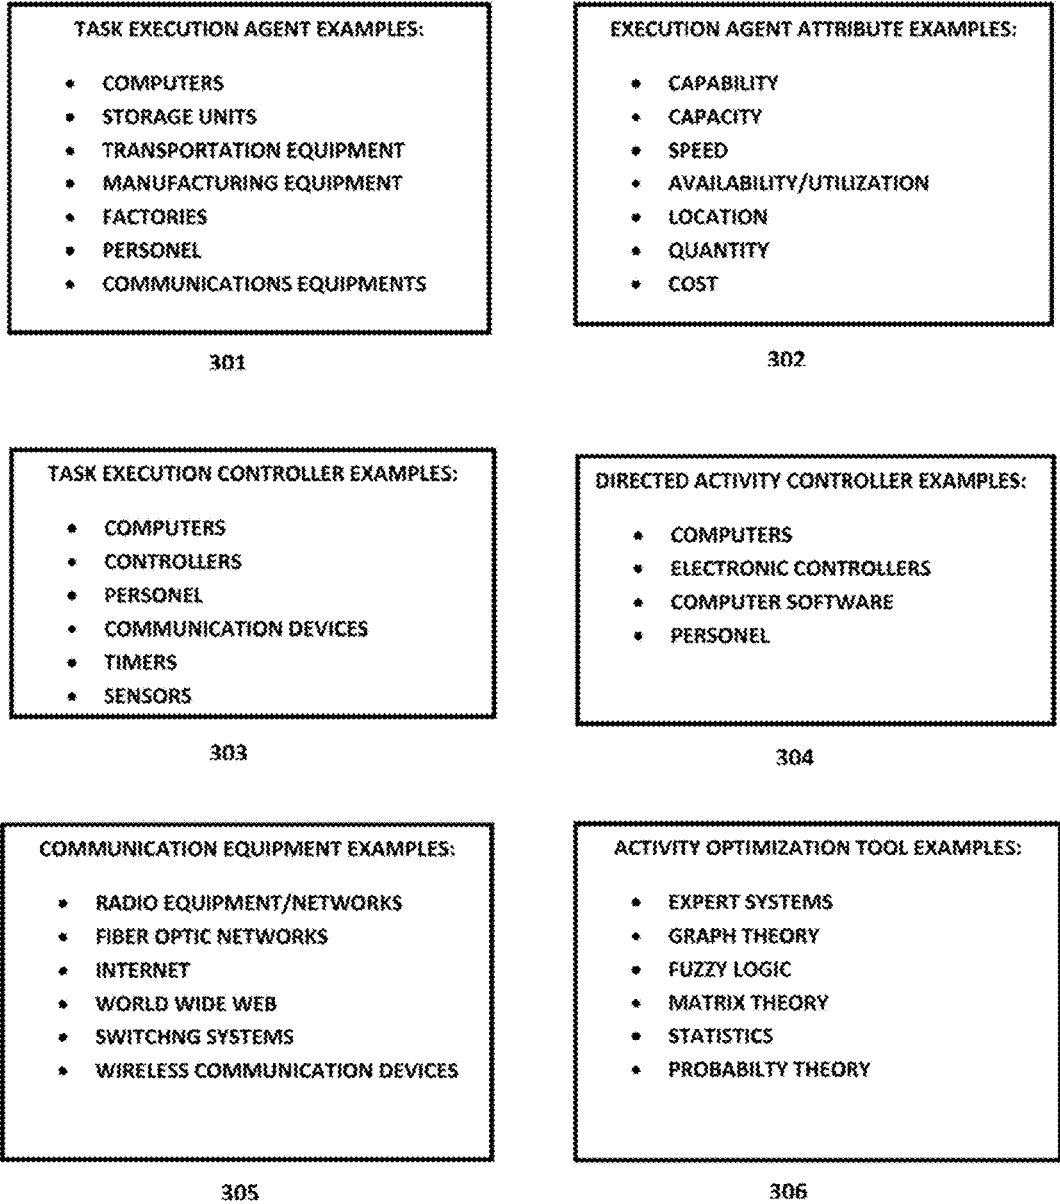 TASK EXECUTION AGENT EXAMPLES:
• COMPUTERS
• STORAGE UNITS
• TRANSPORTATION EQUIPMENT
• MANUFACTURING EQUIPMENT
• FACTORIES
• PERSONEL
• COMMUNICATIONS EQUIPMENTS
301
EXECUTION AGENT ATTRIBUTE EXAMPLES:
• CAPABILITY
• CAPACITY
• SPEED
• AVAILABILITY/UTILIZATION
• LOCATION
• QUANTITY
• COST
302
TASK EXECUTION CONTROLLER EXAMPLES:
• COMPUTERS
• CONTROLLERS
• PERSONEL
• COMMUNICATION DEVICES
• TIMERS
• SENSORS
303
DIRECTED ACTIVITY CONTROLLER EXAMPLES:
• COMPUTERS
• ELECTRONIC CONTROLLERS
• COMPUTER SOFTWARE
• PERSONEL
304
COMMUNICATION EQUIPMENT EXAMPLES:
• RADIO EQUIPMENT/NETWORKS
• FIBER OPTIC NETWORKS
• INTERNET
• WORLD WIDE WEB
• SWITCHNG SYSTEMS
• WIRELESS COMMUNICATION DEVICES
305
ACTIVITY OPTIMIZATION TOOL EXAMPLES:
• EXPERT SYSTEMS
• GRAPH THEORY
• FUZZY LOGIC
• MATRIX THEORY
• STATISTICS
• PROBABILTY THEORY
306